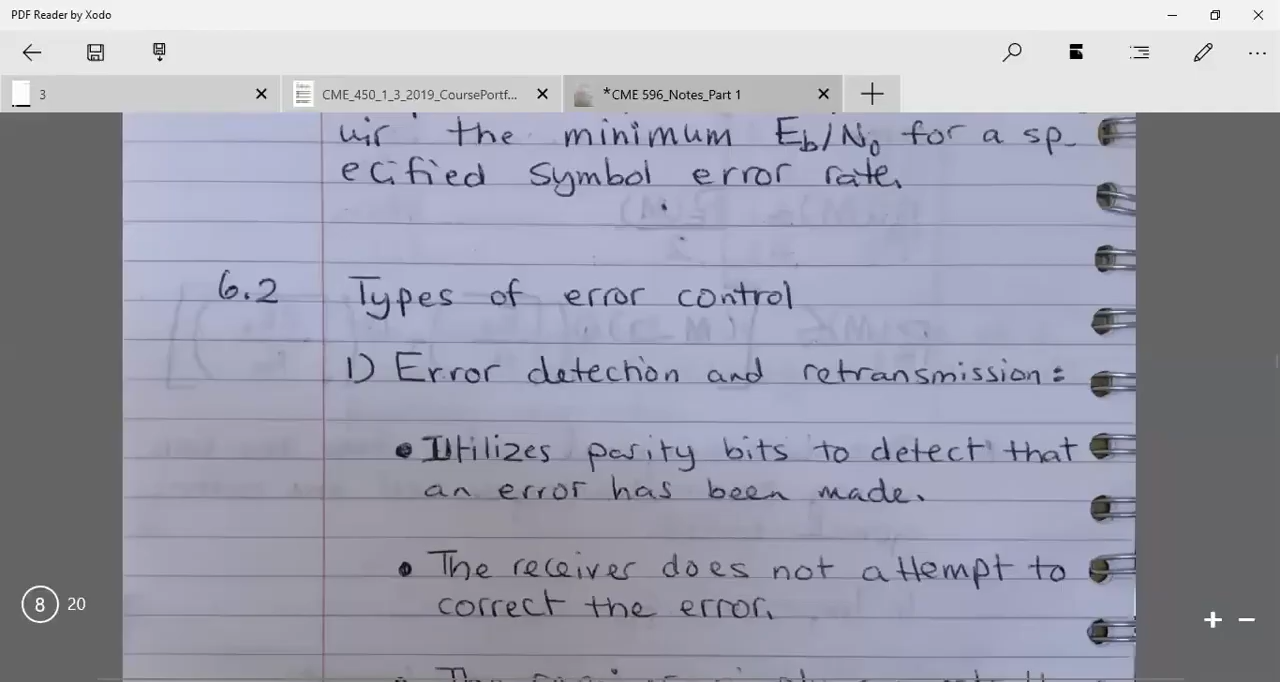 PDF Reader by Xodo
3
CME_450_1_3_2019_CoursePortf...
*CME 596_Notes_Part 1
the minimum Eb/No for a sp_
ecified symbol error rate.
6.2 Types of error control
1) Error detection and retransmission:
• Utilizes parity bits to detect that
an error has been made.
• The receiver does not attempt to
correct the error.
8 20